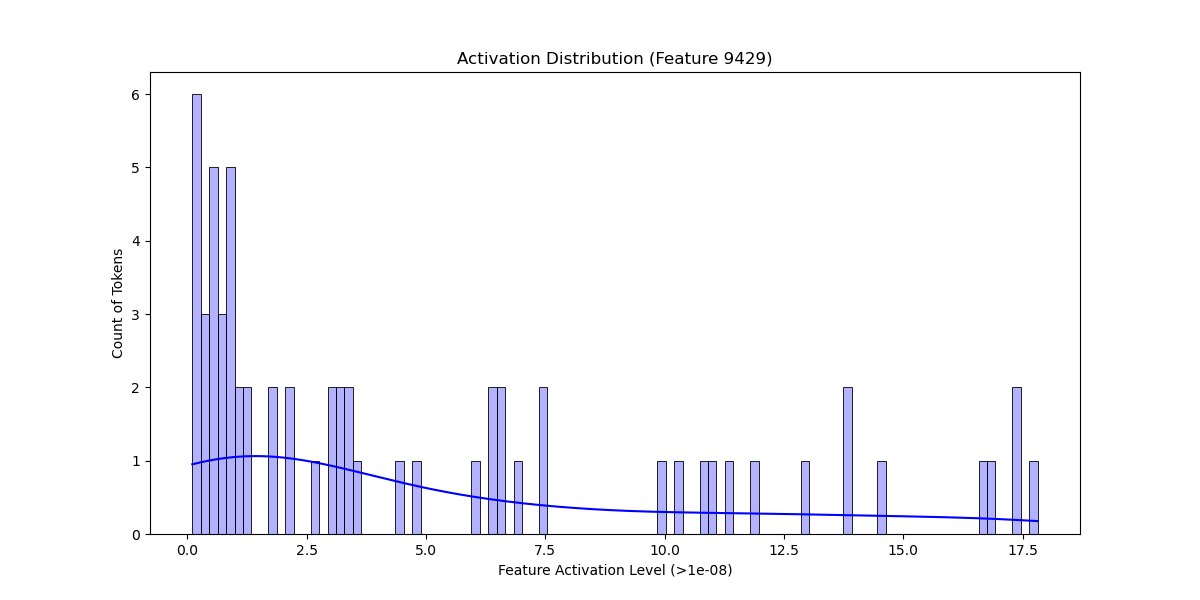 Activation Distribution (Feature 9429)
6
5
4
3
2
1
0
Count of Tokens
0.0 2.5 5.0 7.5 10.0 12.5 15.0 17.5
Feature Activation Level (>1e-08)